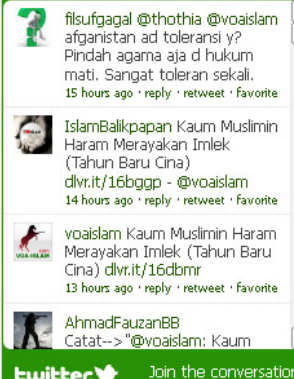 filsufgagal @thothia @voaislam
afganistan ad toleransi y?
Pindah agama aja d hukum
mati. Sangat toleran sekali.
15 hours ago · reply · retweet · favorite
IslamBalikpapan Kaum Muslimin
Haram Merayakan Imlek
(Tahun Baru Cina)
dlvr.it/16bggp - @voaislam
14 hours ago · reply · retweet · favorite
voaislam Kaum Muslimin Haram
Merayakan Imlek (Tahun Baru
Cina) dlvr.it/16dbmr
13 hours ago · reply · retweet · favorite
VOA-ISLAM
AhmadFauzanBB
Catat-->"@voaislam: Kaum
twitter
Join the conversation